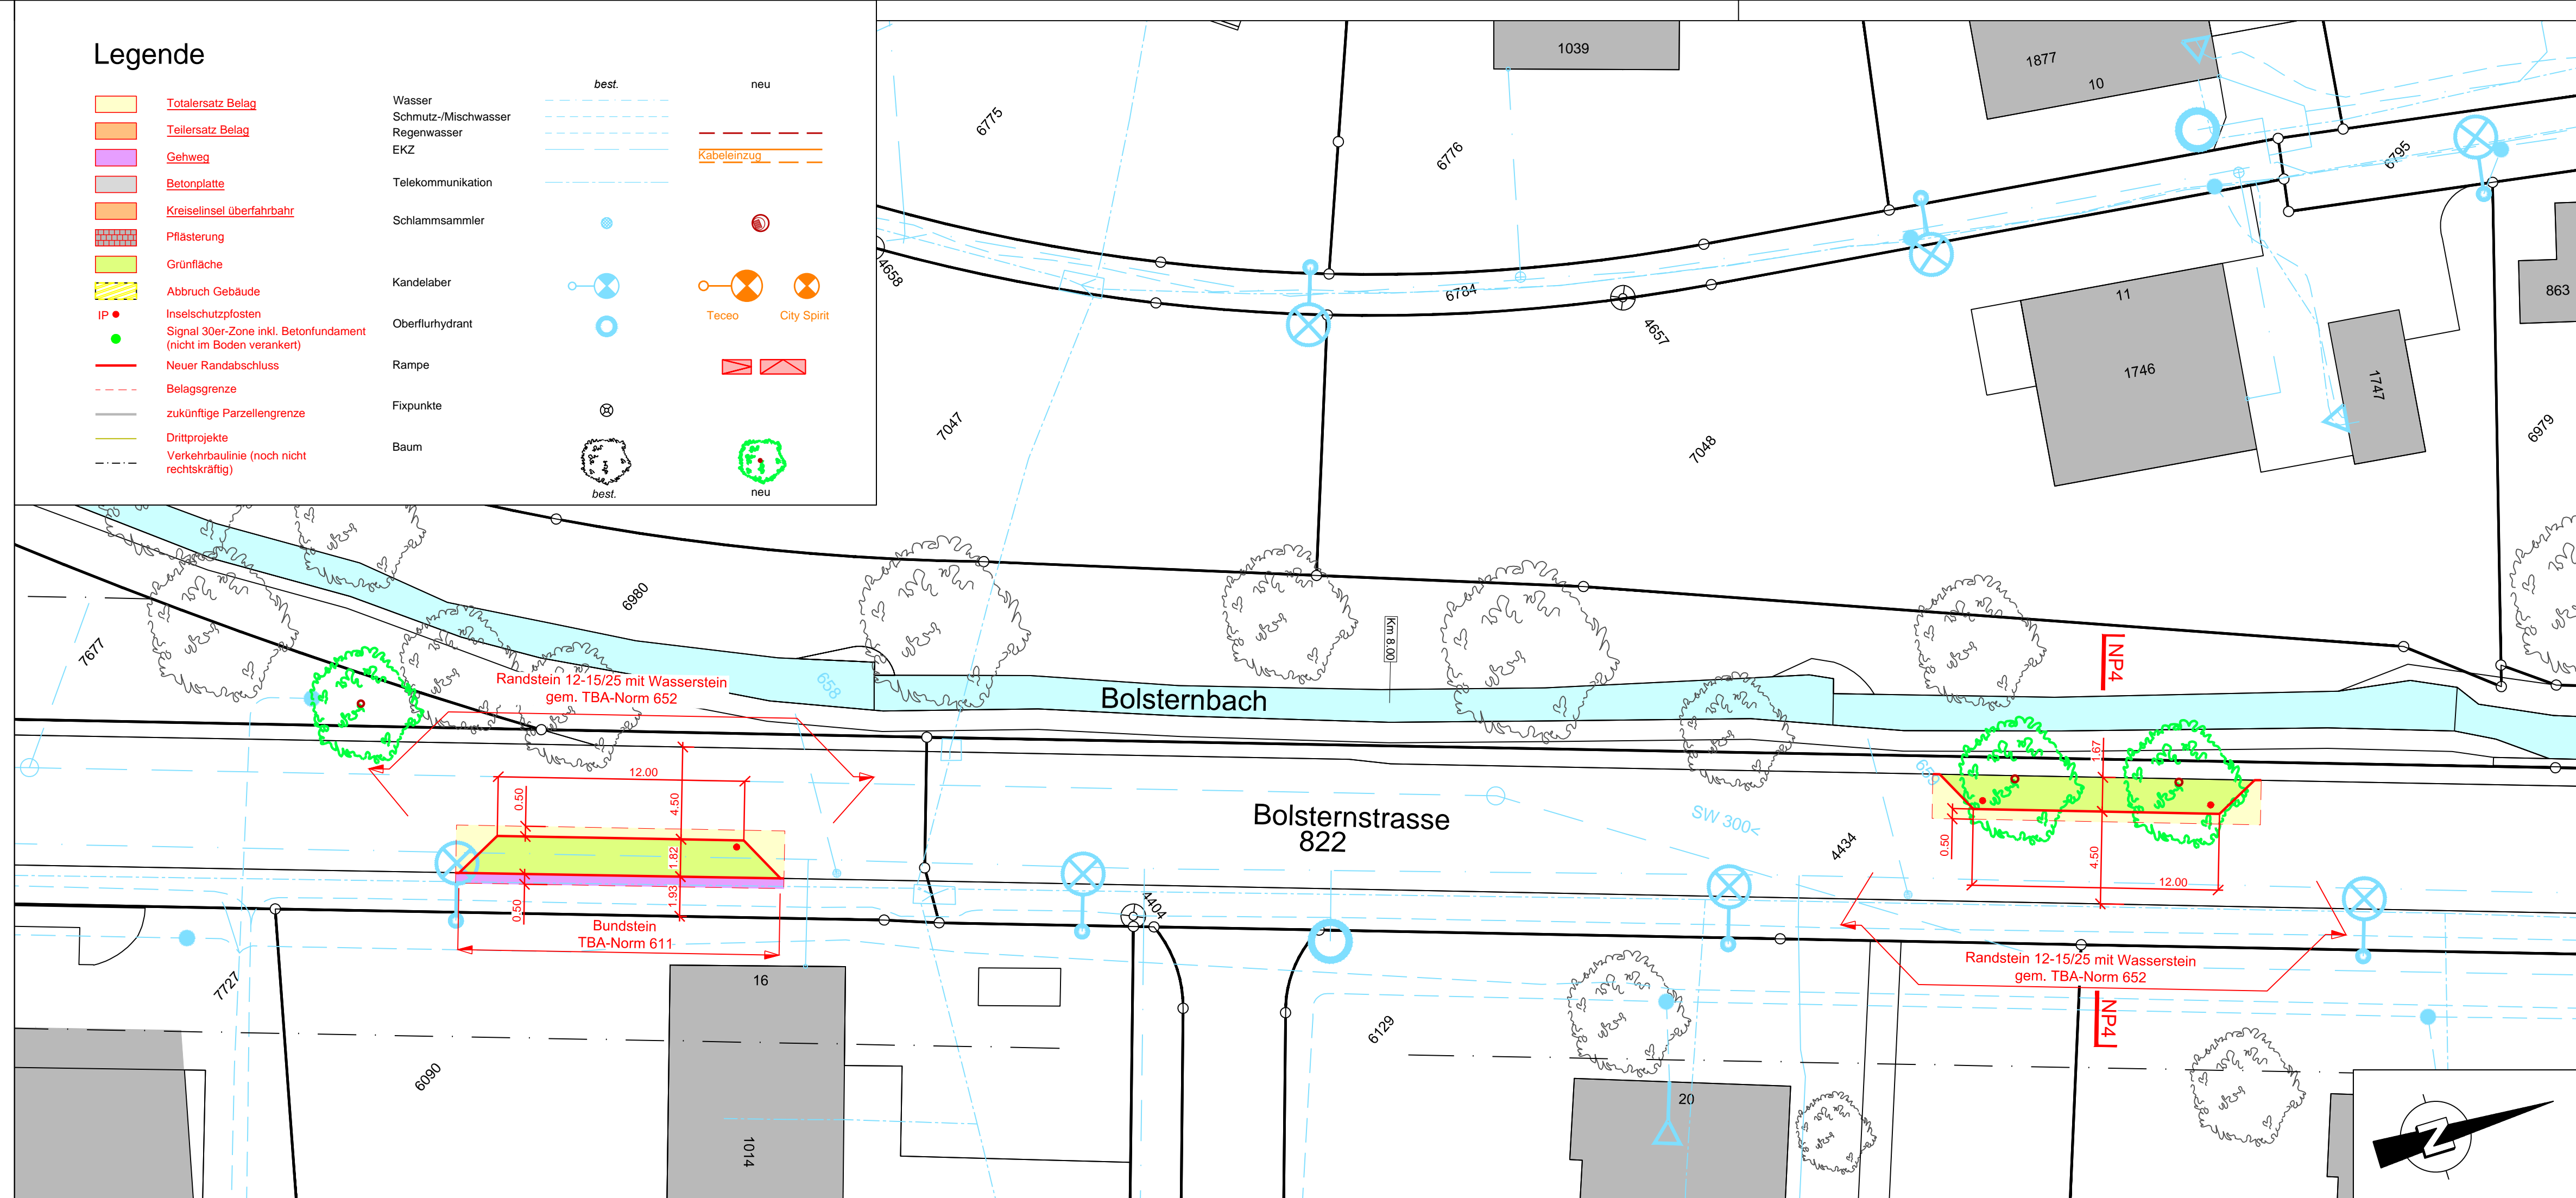 Legende
Totalersatz Belag
Teilersatz Belag
Gehweg
Betonplatte
Kreiselinsel überfahrbahr
Pflästerung
Grünfläche
Abbruch Gebäude
IP
Inselschutzpfosten
Signal 30er-Zone inkl. Betonfundament
(nicht im Boden verankert)
Neuer Randabschluss
Belagsgrenze
zukünftige Parzellengrenze
Drittprojekte
Verkehrbaulinie (noch nicht
rechtskräftig)
best.
neu
Wasser
Schmutz-/Mischwasser
Regenwasser
EKZ
Kabeleinzug
Telekommunikation
Schlammsammler
Kandelaber
Teceo
City Spirit
Oberflurhydrant
Rampe
Fixpunkte
Baum
best.
neu
1039
1877
10
6775
6776
6795
4658
6784
4657
11
1746
1747
863
7047
7048
6979
6980
7677
Km 8.00
NP4
Randstein 12-15/25 mit Wasserstein
gem. TBA-Norm 652
658
Bolsternbach
12.00
0.50
4.50
1.82
1.93
0.50
Bolsternstrasse
822
SW 300<
4434
1.67
0.50
4.50
12.00
4404
Bundstein
TBA-Norm 611
Randstein 12-15/25 mit Wasserstein
gem. TBA-Norm 652
NP4
7727
16
6129
6090
1014
20
N